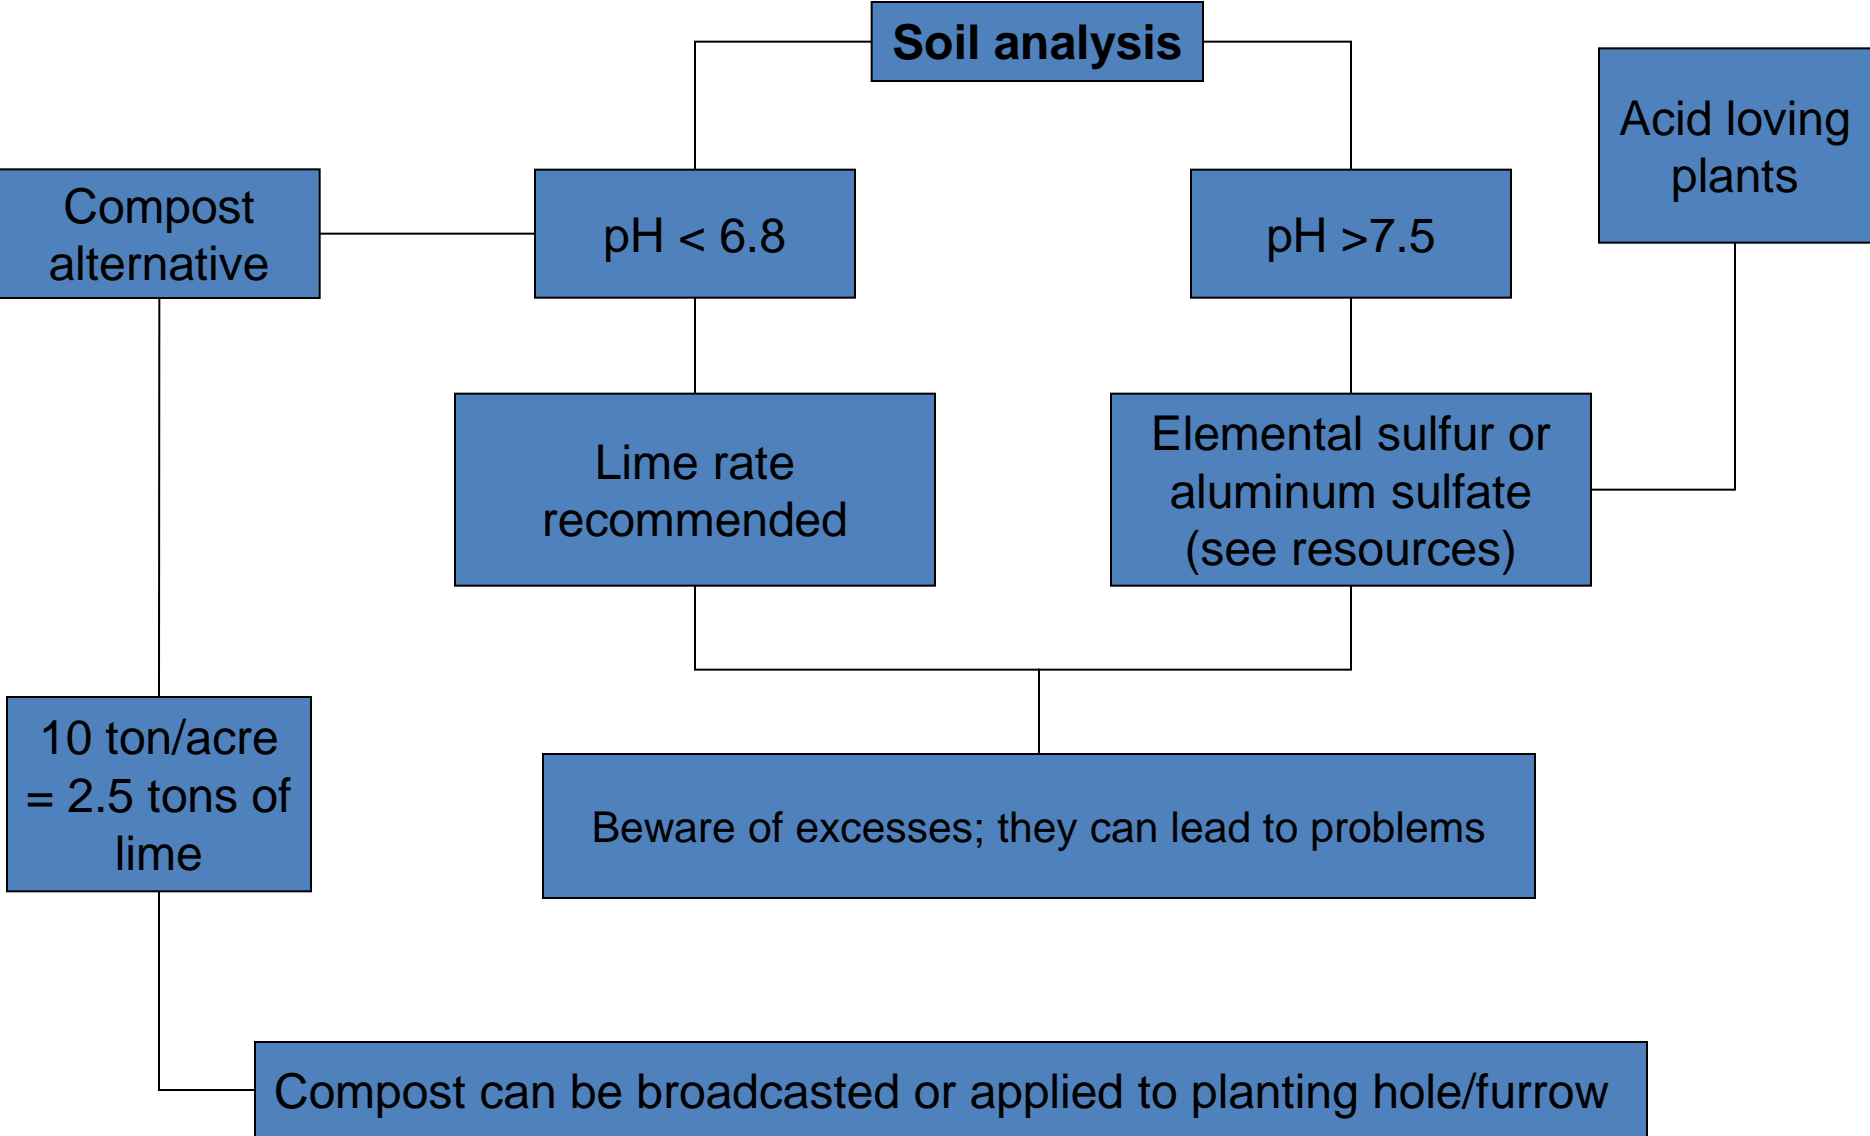 Soil analysis
Acid loving
plants
Compost
alternative
pH < 6.8
pH >7.5
Lime rate
recommended
Elemental sulfur or
aluminum sulfate
(see resources)
10 ton/acre
= 2.5 tons of
lime
Beware of excesses; they can lead to problems
Compost can be broadcasted or applied to planting hole/furrow